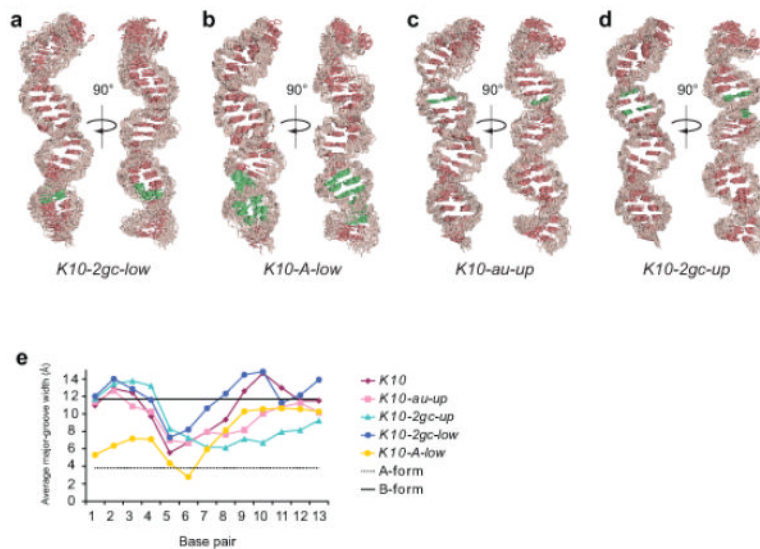 a b c d
90° 90° 90° 90°
K10-2gc-low K10-A-low K10-au-up K10-2gc-up
e
Average major-groove width (Å)
14
12
10
8
6
4
2
0
1 2 3 4 5 6 7 8 9 10 11 12 13
Base pair
K10
K10-au-up
K10-2gc-up
K10-2gc-low
K10-A-low
A-form
B-form